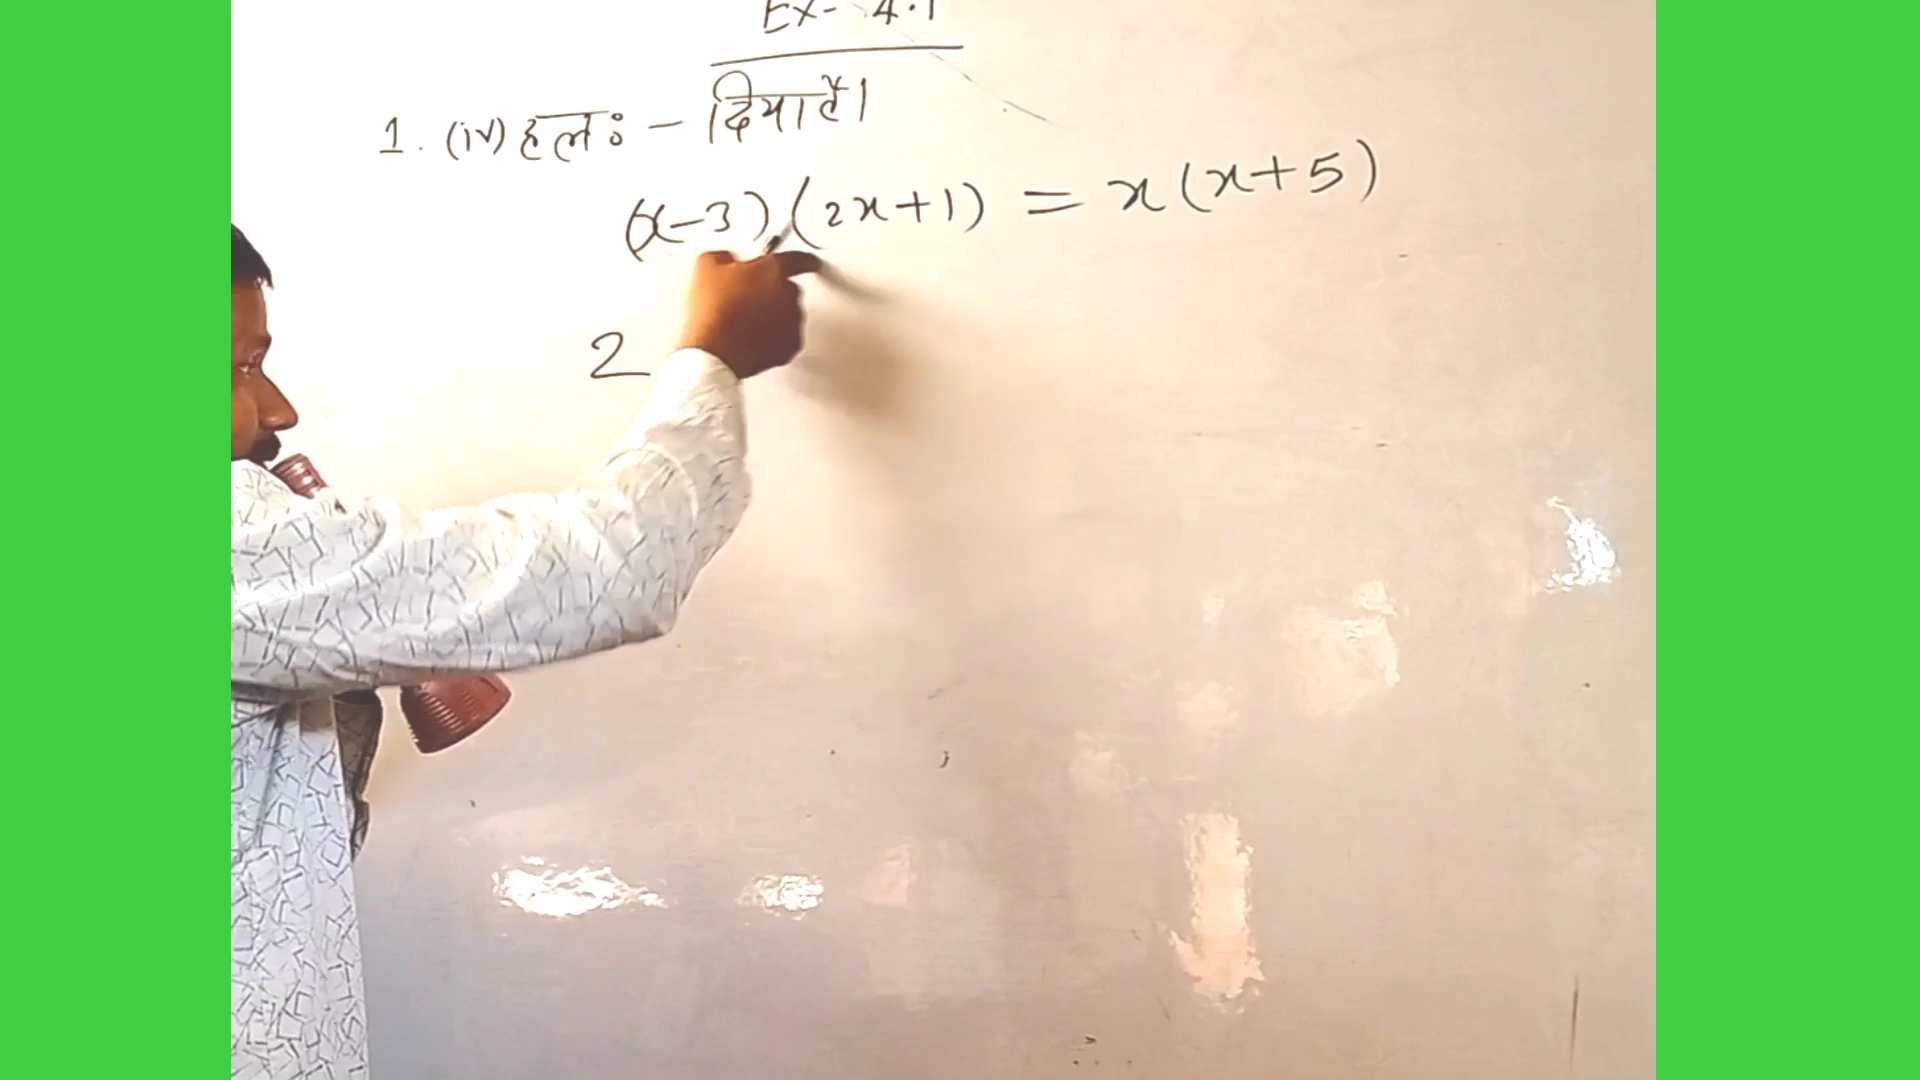 Ex- 4.1
1. (iv) हलः - दिया है।
(x-3) (2x+1) = x(x+5)
2